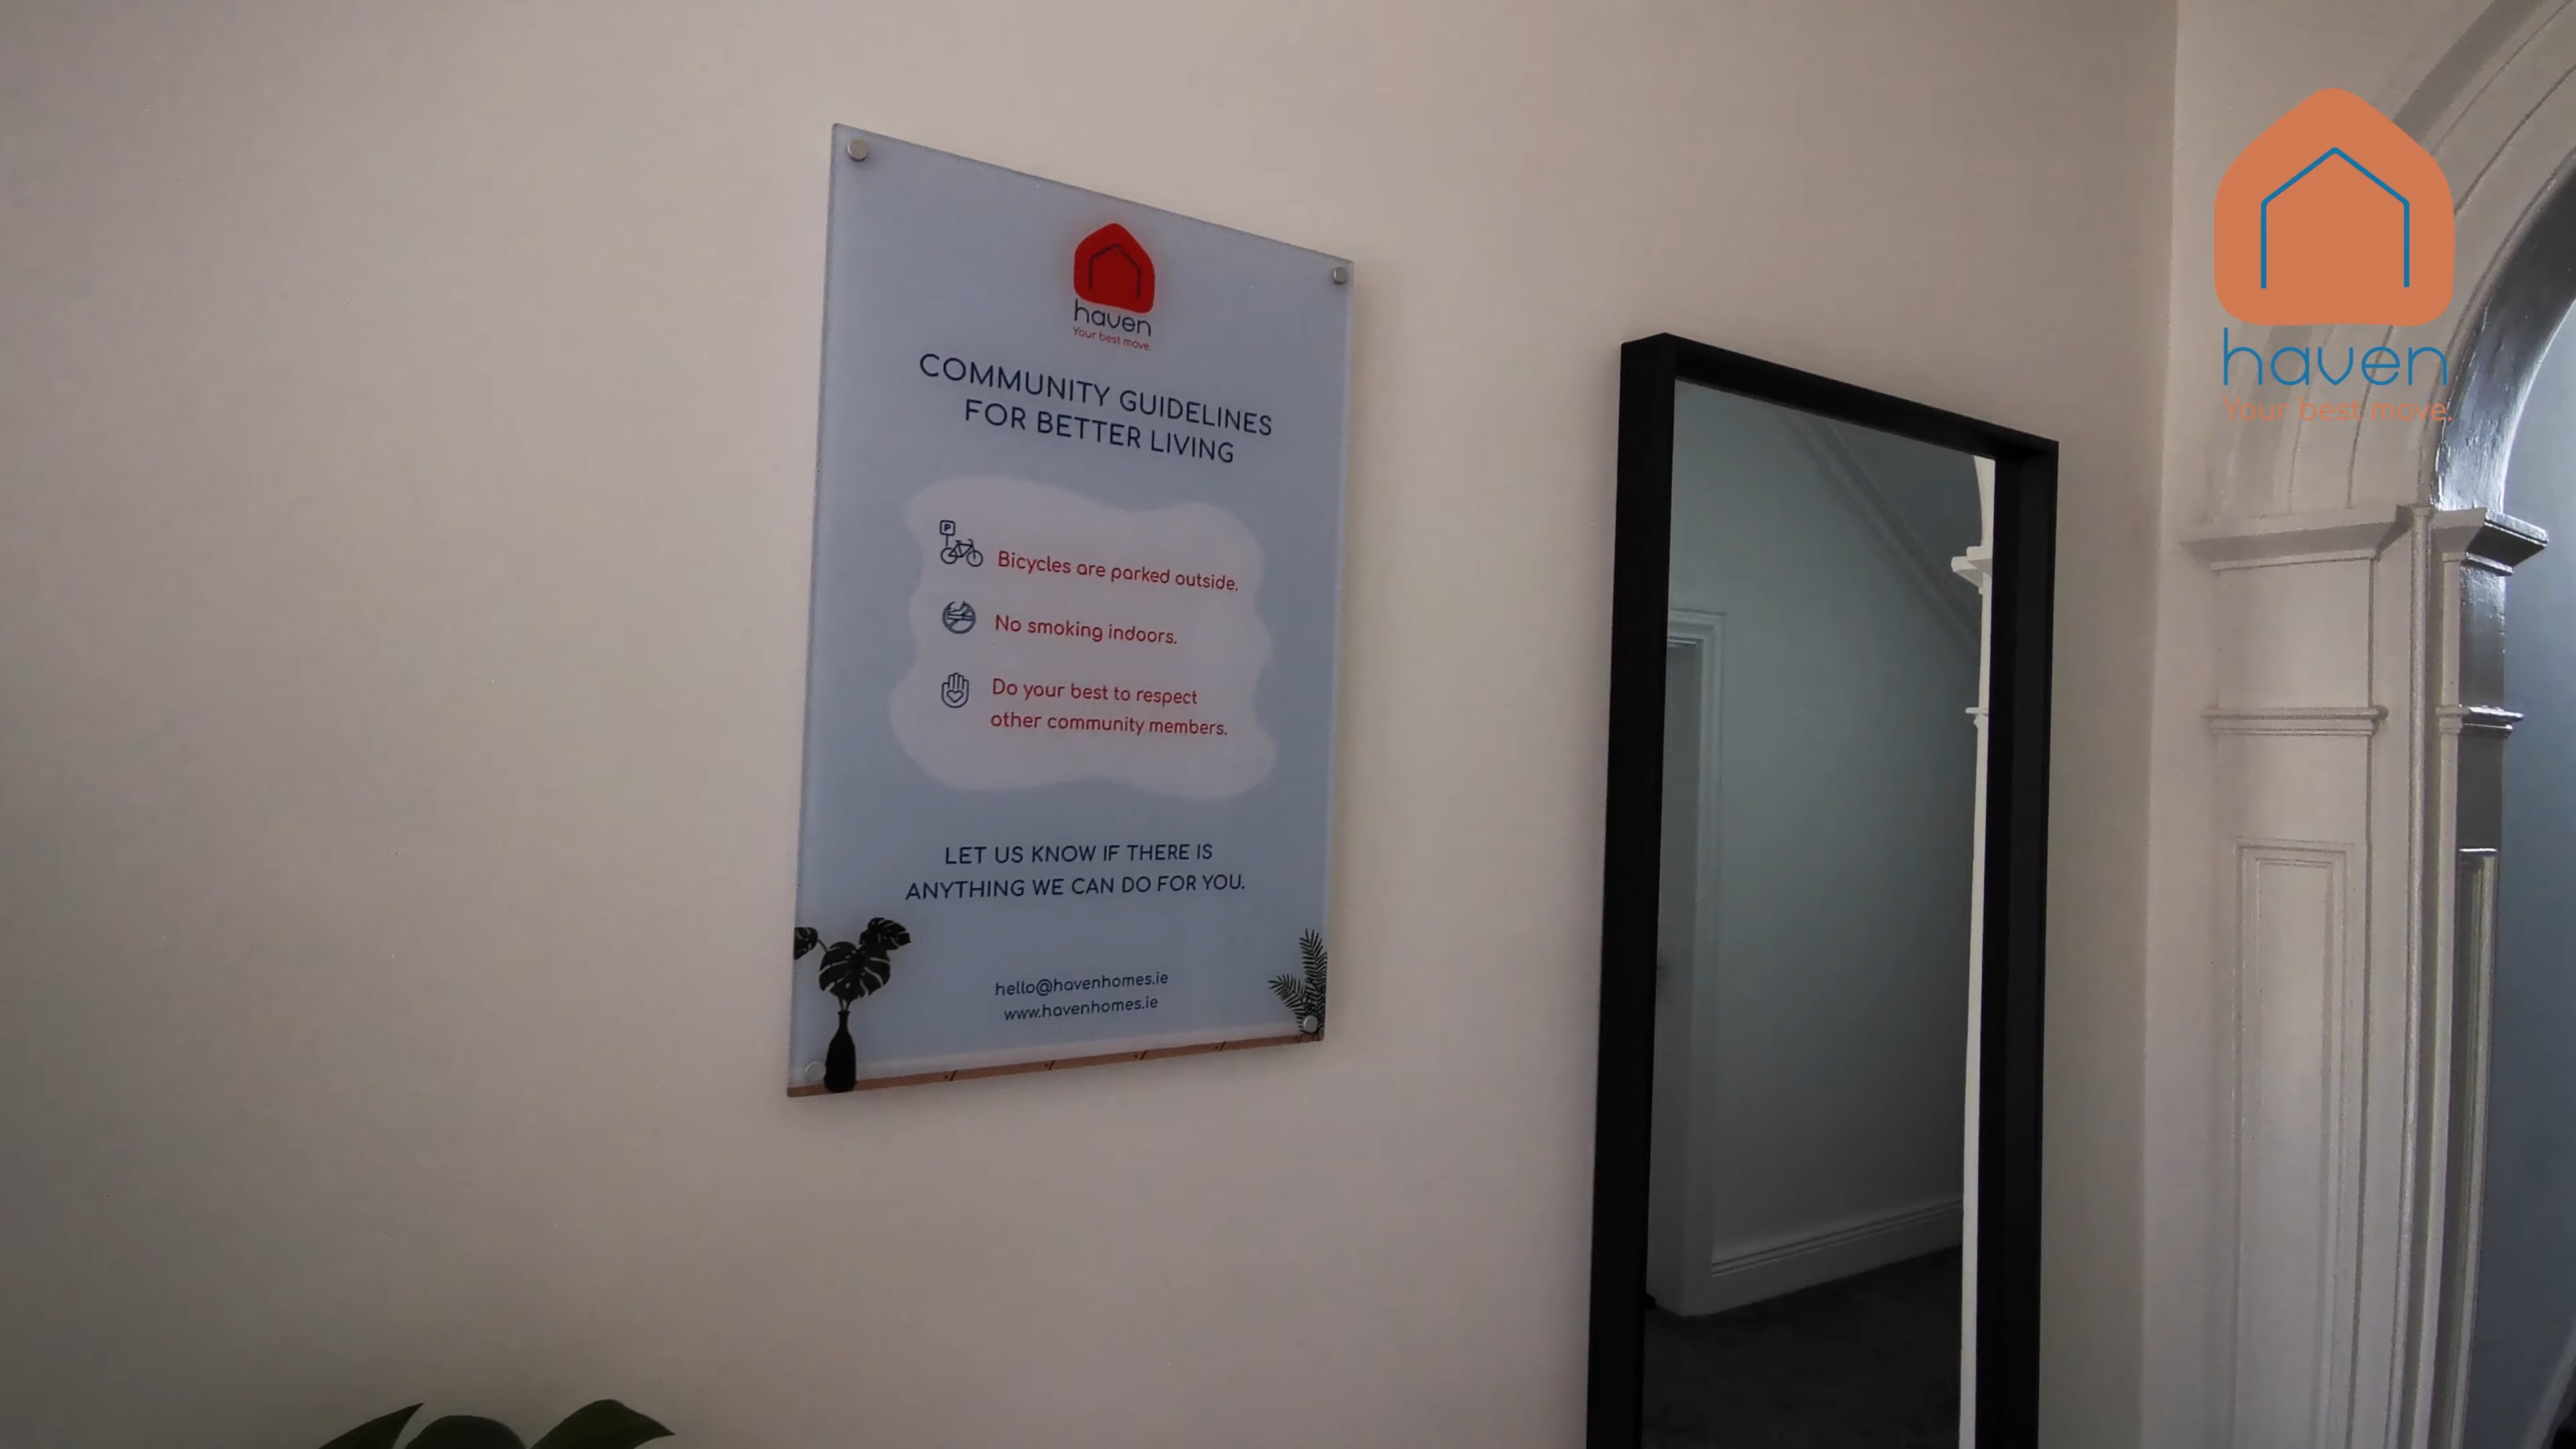 haven
Your best move.
COMMUNITY GUIDELINES
FOR BETTER LIVING
P
Bicycles are parked outside.
No smoking indoors.
Do your best to respect
other community members.
LET US KNOW IF THERE IS
ANYTHING WE CAN DO FOR YOU.
hello@havenhomes.ie
www.havenhomes.ie
haven
Your best move.